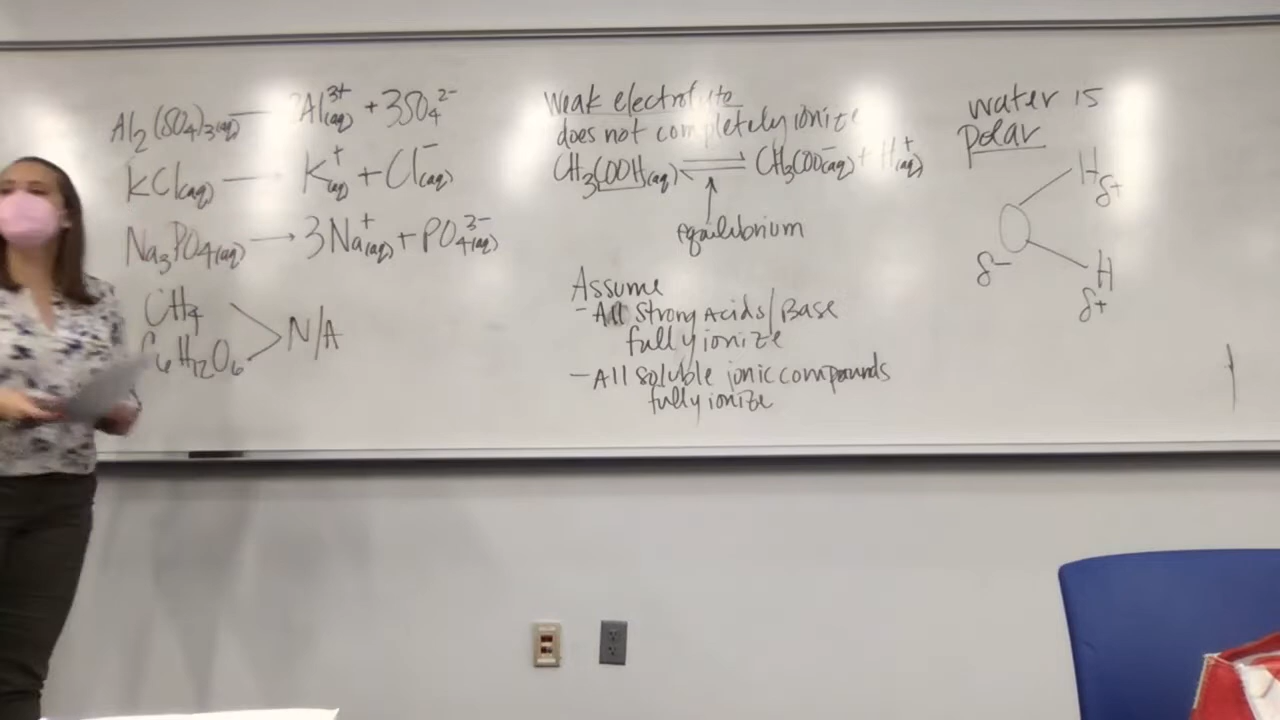 Al₂(SO₄)₃(aq) — 2Al³⁺(aq) + 3SO₄²⁻
KCl(aq) — K⁺(aq) + Cl⁻(aq)
Na₃PO₄(aq) → 3Na⁺(aq) + PO₄³⁻(aq)
CH₄
C₆H₁₂O₆
N/A
Weak electrolyte
does not completely ionize
CH₃COOH(aq) ⇌ CH₃COO⁻(aq) + H⁺(aq)
equilibrium
Assume
- All Strong Acids/Base
fully ionize
- All soluble ionic compounds
fully ionize
water is
polar
H
δ+
O
δ-
H
δ+